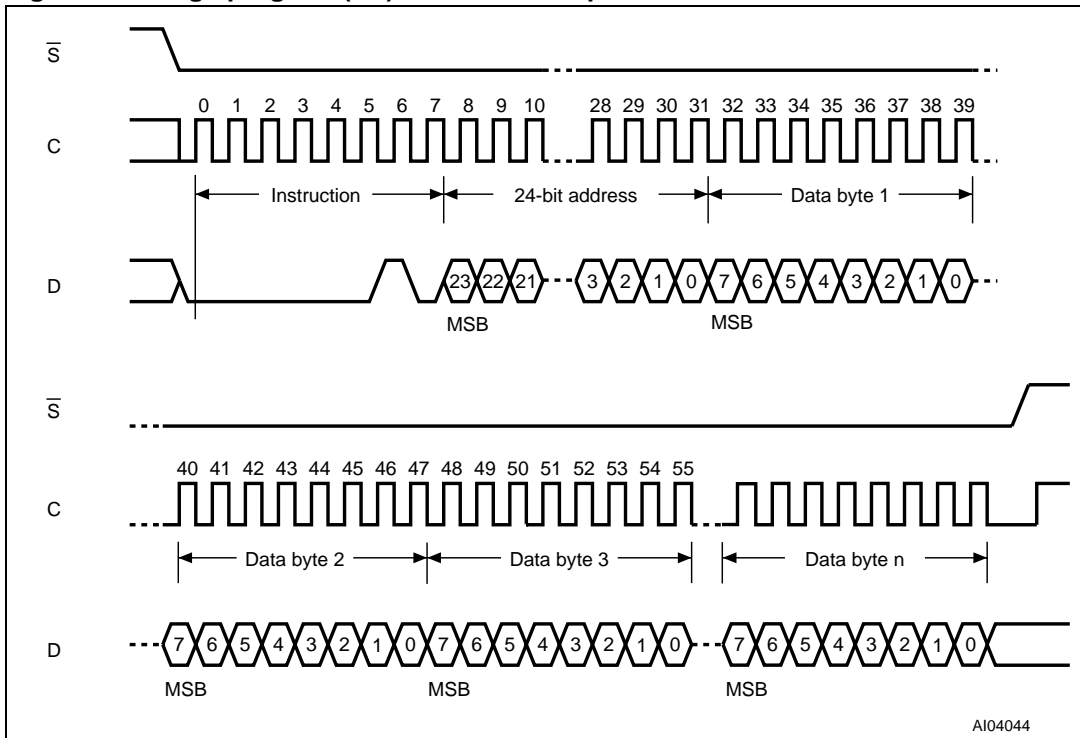 S
0 1 2 3 4 5 6 7 8 9 10 28 29 30 31 32 33 34 35 36 37 38 39
C
Instruction 24-bit address Data byte 1
D
23 22 21 3 2 1 0 7 6 5 4 3 2 1 0
MSB MSB
S
40 41 42 43 44 45 46 47 48 49 50 51 52 53 54 55
C
Data byte 2 Data byte 3 Data byte n
D
7 6 5 4 3 2 1 0 7 6 5 4 3 2 1 0 7 6 5 4 3 2 1 0
MSB MSB MSB
AI04044